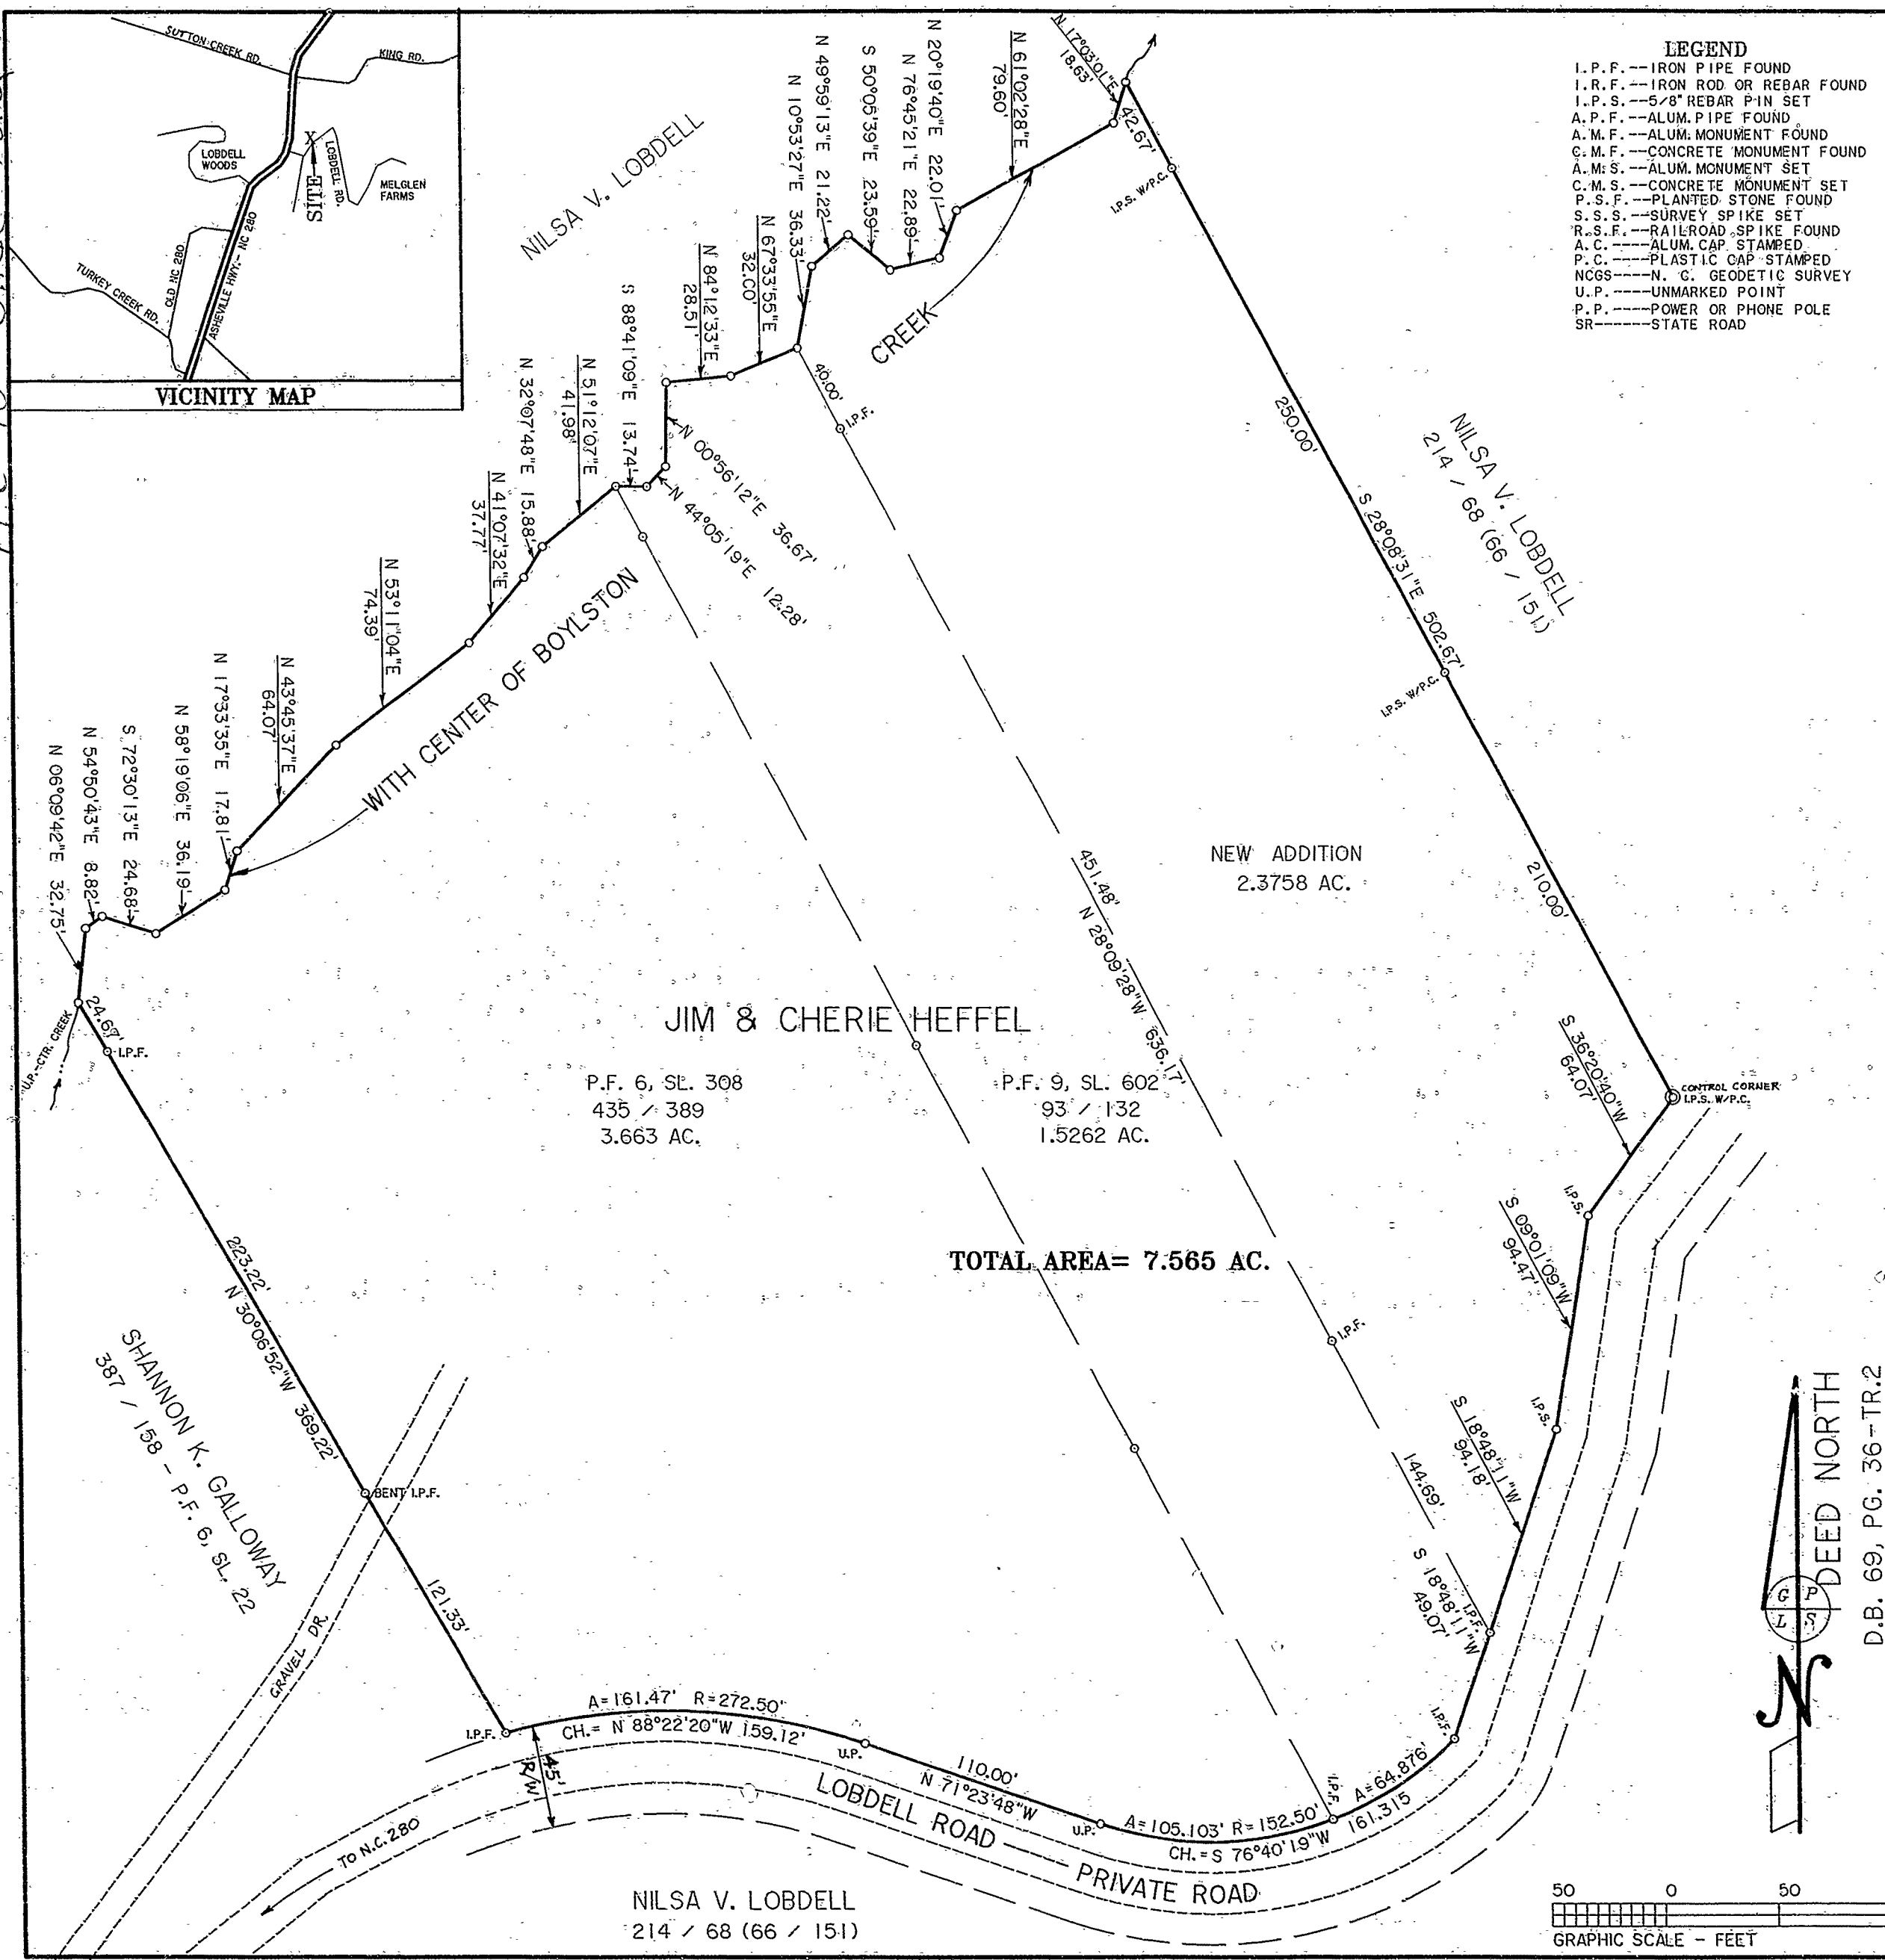 SUTTON CREEK RD.
KING RD.
LOBDELL
WOODS
X
ELLIS
LOBDELL RD.
MELGLEN
FARMS
OLD NC 280
TURKEY CREEK RD.
ASHEVILLE HWY.- NC 280
VICINITY MAP
LEGEND
I.P.F.--IRON PIPE FOUND
I.R.F.--IRON ROD OR REBAR FOUND
I.P.S.--5/8" REBAR PIN SET
A.P.F.--ALUM. PIPE FOUND
A.M.F.--ALUM. MONUMENT FOUND
C.M.F.--CONCRETE MONUMENT FOUND
A.M.S.--ALUM. MONUMENT SET
C.M.S.--CONCRETE MONUMENT SET
P.S.F.--PLANTED STONE FOUND
S.S.S.--SURVEY SPIKE SET
R.S.F.--RAILROAD SPIKE FOUND
A.C.----ALUM. CAP STAMPED
P.C.----PLASTIC CAP STAMPED
NCGS----N. C. GEODETIC SURVEY
U.P.----UNMARKED POINT
P.P.----POWER OR PHONE POLE
SR------STATE ROAD
NILSA V. LOBDELL
N 06°09'42"E 32.75'
N 54°50'43"E 8.82'
S 72°30'13"E 24.68'
N 58°19'06"E 36.19'
N 17°33'35"E 17.81'
N 43°45'37"E
64.07'
N 53°11'04"E
74.39'
N 41°07'32"E
37.77'
N 32°07'48"E 15.88'
N 51°12'07"E
41.98'
S 88°41'09"E 13.74'
N 44°05'19"E 12.28'
N 00°56'12"E 36.67'
N 84°12'33"E
28.51'
N 67°33'55"E
32.00'
N 10°53'27"E 36.33'
N 49°59'13"E 21.22'
S 50°05'39"E 23.59'
N 76°45'21"E 22.89'
N 20°19'40"E 22.01'
N 61°02'28"E
79.60'
N 17°03'01"E
18.63'
WITH CENTER OF BOYLSTON
CREEK
42.67'
I.P.S. W/P.C.
250.00'
S 28°08'31"E 502.67'
I.P.S. W/P.C.
210.00'
NILSA V. LOBDELL
214 / 68 (66 / 151)
40.00'
I.P.F.
451.48'
N 28°09'28"W 636.17'
I.P.F.
144.69'
I.P.F.
NEW ADDITION
2.3758 AC.
JIM & CHERIE HEFFEL
P.F. 6, SL. 308
435 / 389
3.663 AC.
P.F. 9, SL. 602
93 / 132
1.5262 AC.
TOTAL AREA= 7.565 AC.
CONTROL CORNER
I.P.S. W/P.C.
S 36°20'40"W
64.07'
I.P.S.
S 09°01'09"W
94.47'
I.P.S.
S 18°48'11"W
94.18'
S 18°48'11"W
49.07'
I.P.F.
U.P.-CTR. CREEK
24.67'
I.P.F.
223.22'
N 30°06'52"W 369.22'
BENT I.P.F.
121.33'
SHANNON K. GALLOWAY
387 / 158 - P.F. 6, SL. 22
GRAVEL DR.
I.P.F.
A=161.47' R=272.50'
CH.= N 88°22'20"W 159.12'
U.P.
45'
R/W
110.00'
N 71°23'48"W
U.P.
A=105.103' R=152.50'
CH.= S 76°40'19"W 161.315
A=64.876'
I.P.F.
LOBDELL ROAD
PRIVATE ROAD
TO N.C. 280
NILSA V. LOBDELL
214 / 68 (66 / 151)
DEED NORTH
D.B. 69, PG. 36-TR.2
G P
L S
N
50 0 50
GRAPHIC SCALE - FEET